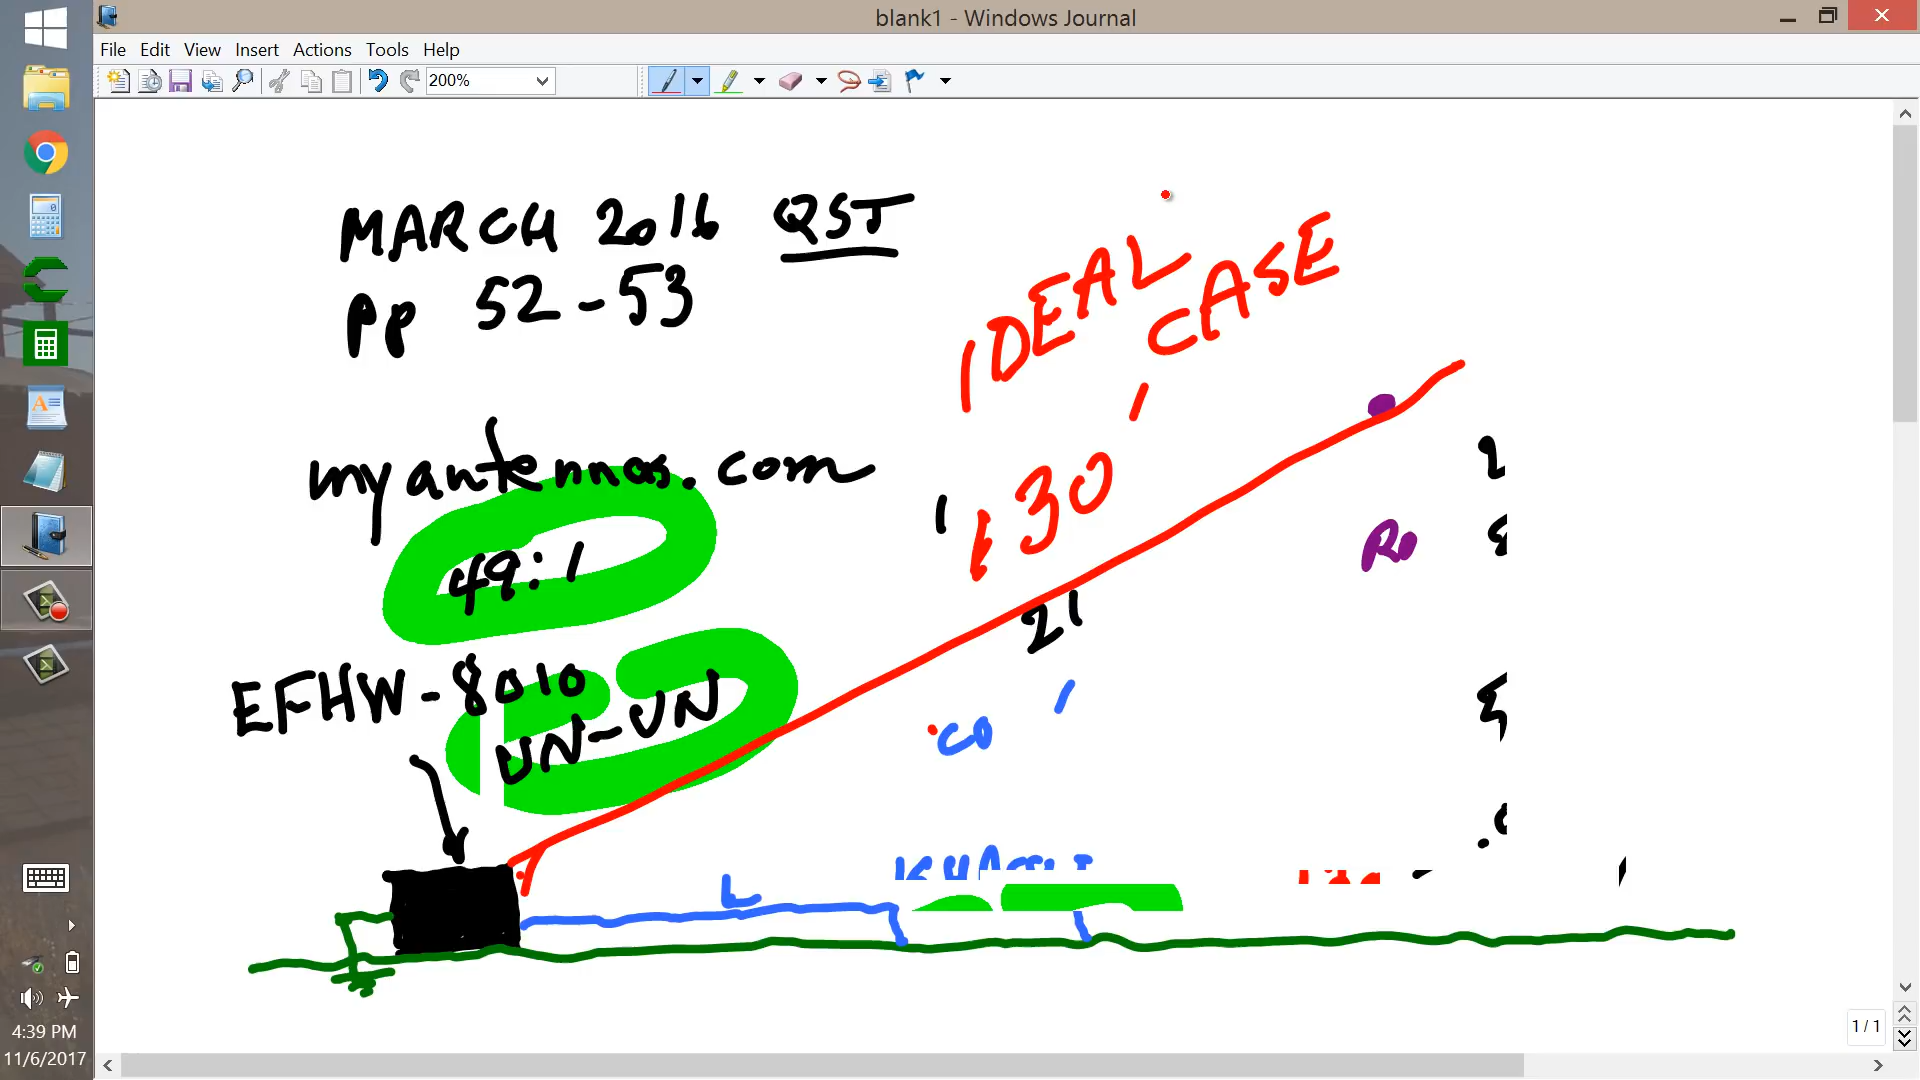 blank1 - Windows Journal
File Edit View Insert Actions Tools Help
200%
MARCH 2016 QST
pp 52-53
IDEAL
CASE
myantennas.com
130'
49:1
21
EFHW-8010
UN-UN
CO
L
1 / 1
4:39 PM
11/6/2017